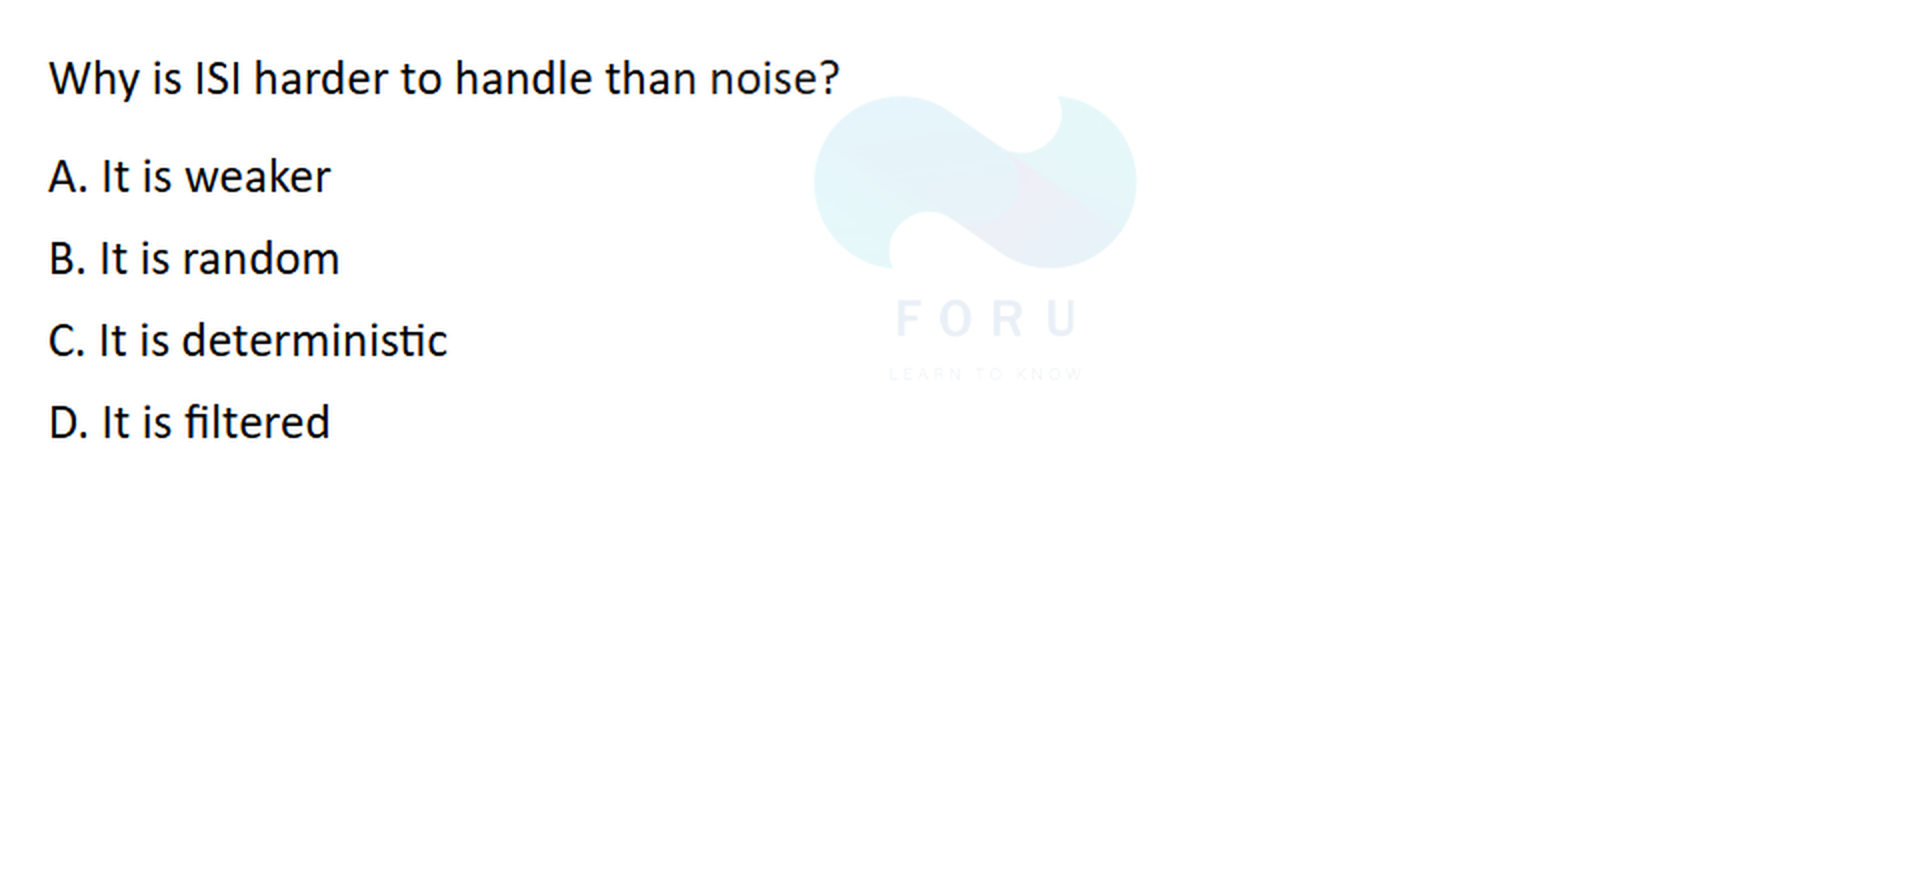 Why is ISI harder to handle than noise?
A. It is weaker
B. It is random
C. It is deterministic
D. It is filtered
FORU
LEARN TO KNOW